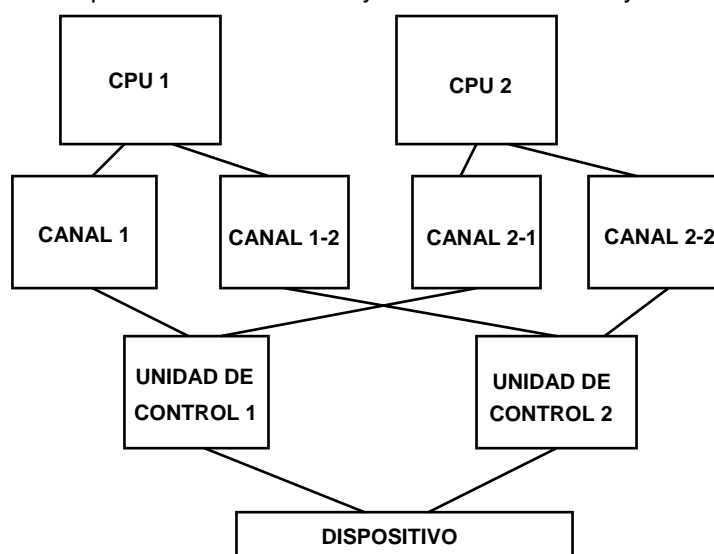 CPU 1
CPU 2
CANAL 1
CANAL 1-2
CANAL 2-1
CANAL 2-2
UNIDAD DE
CONTROL 1
UNIDAD DE
CONTROL 2
DISPOSITIVO